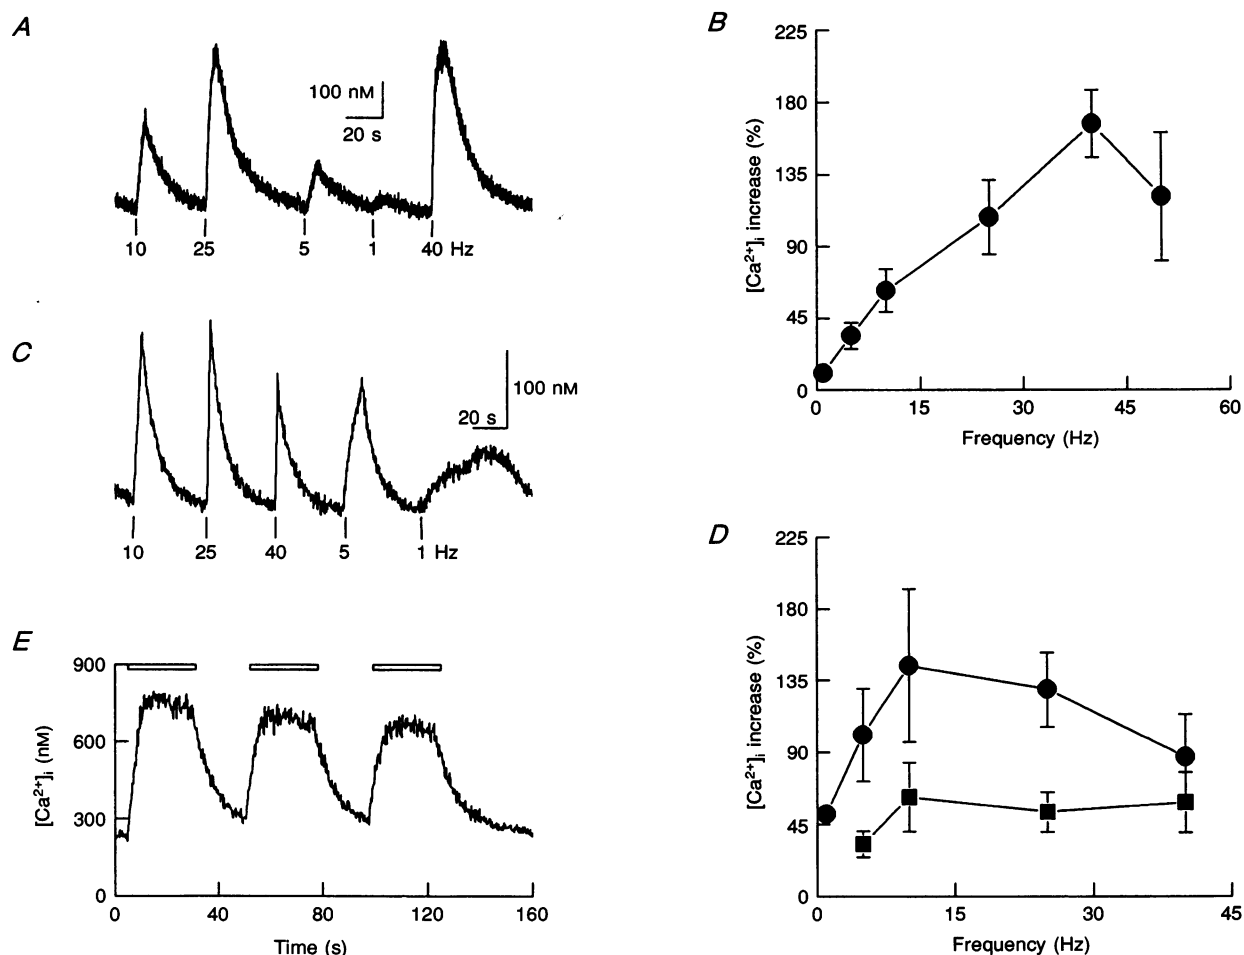 A
100 nM
20 s
10 25 5 1 40 Hz
B
225
180
135
90
45
0
[Ca²⁺]ᵢ increase (%)
0 15 30 45 60
Frequency (Hz)
C
100 nM
20 s
10 25 40 5 1 Hz
D
225
180
135
90
45
0
[Ca²⁺]ᵢ increase (%)
0 15 30 45
Frequency (Hz)
E
900
600
300
0
[Ca²⁺]ᵢ (nM)
0 40 80 120 160
Time (s)